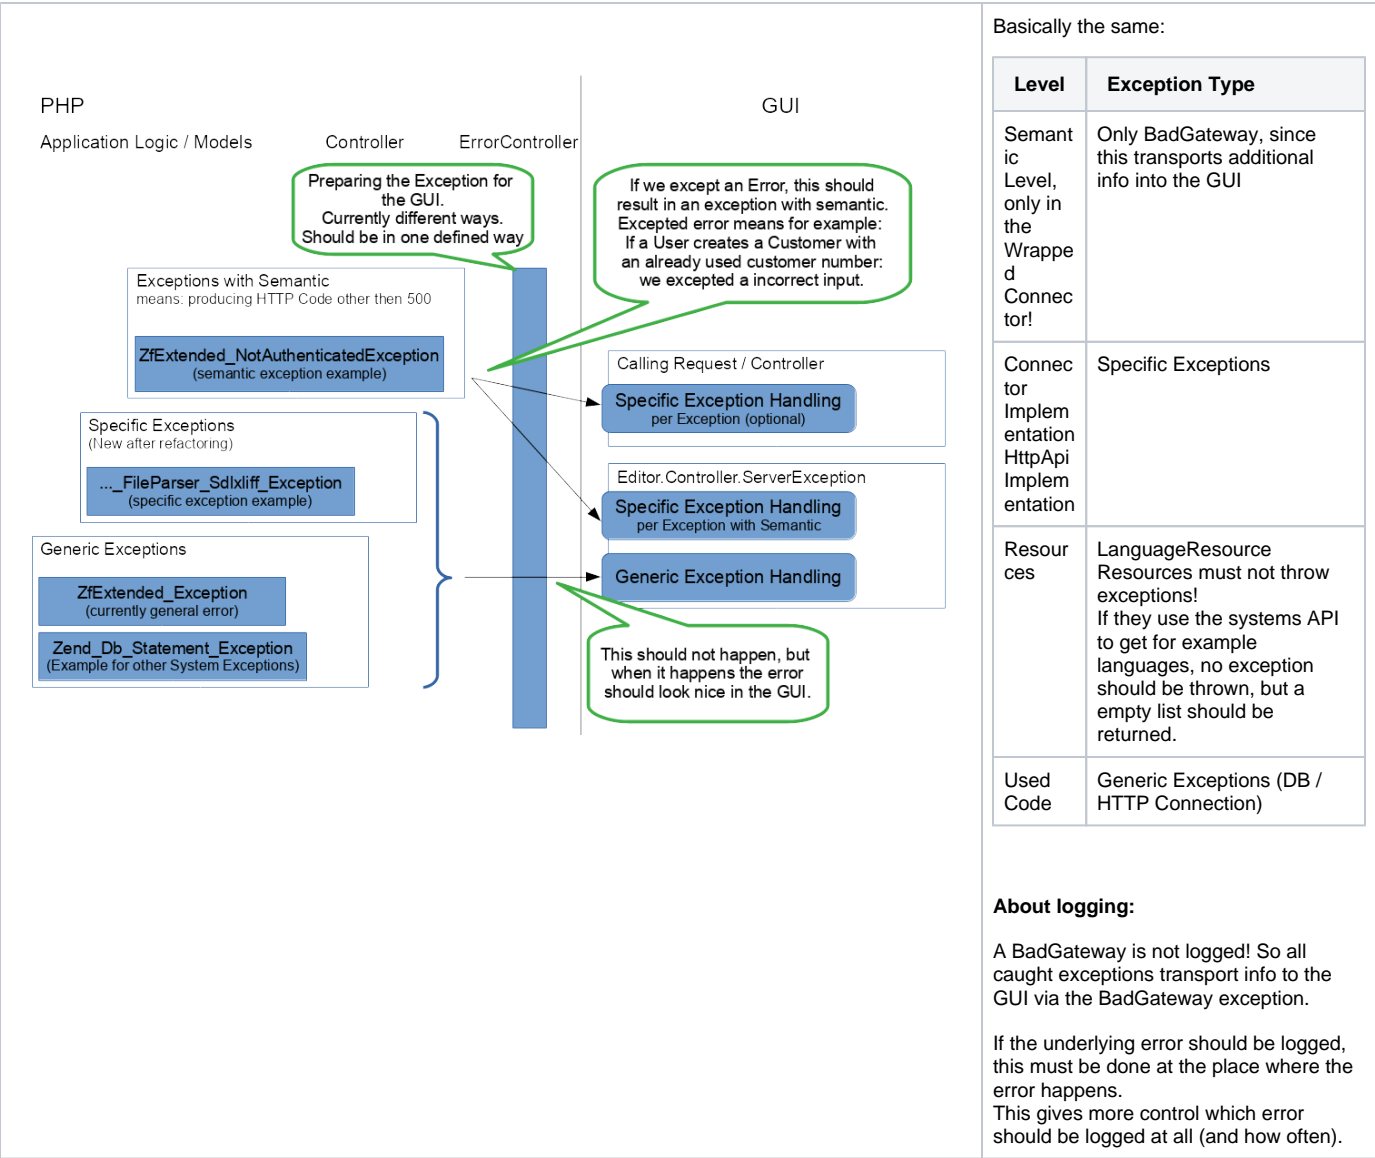 PHP
GUI
Application Logic / Models
Controller
ErrorController
Preparing the Exception for
the GUI.
Currently different ways.
Should be in one defined way
If we except an Error, this should
result in an exception with semantic.
Excepted error means for example:
If a User creates a Customer with
an already used customer number:
we excepted a incorrect input.
Exceptions with Semantic
means: producing HTTP Code other then 500
ZfExtended_NotAuthenticatedException
(semantic exception example)
Calling Request / Controller
Specific Exception Handling
per Exception (optional)
Specific Exceptions
(New after refactoring)
..._FileParser_Sdlxliff_Exception
(specific exception example)
Editor.Controller.ServerException
Specific Exception Handling
per Exception with Semantic
Generic Exception Handling
Generic Exceptions
ZfExtended_Exception
(currently general error)
Zend_Db_Statement_Exception
(Example for other System Exceptions)
This should not happen, but
when it happens the error
should look nice in the GUI.
Basically the same:
Level
Exception Type
Semant
ic
Level,
only in
the
Wrappe
d
Connec
tor!
Only BadGateway, since
this transports additional
info into the GUI
Connec
tor
Implem
entation
HttpApi
Implem
entation
Specific Exceptions
Resour
ces
LanguageResource
Resources must not throw
exceptions!
If they use the systems API
to get for example
languages, no exception
should be thrown, but a
empty list should be
returned.
Used
Code
Generic Exceptions (DB /
HTTP Connection)
About logging:
A BadGateway is not logged! So all
caught exceptions transport info to the
GUI via the BadGateway exception.
If the underlying error should be logged,
this must be done at the place where the
error happens.
This gives more control which error
should be logged at all (and how often).